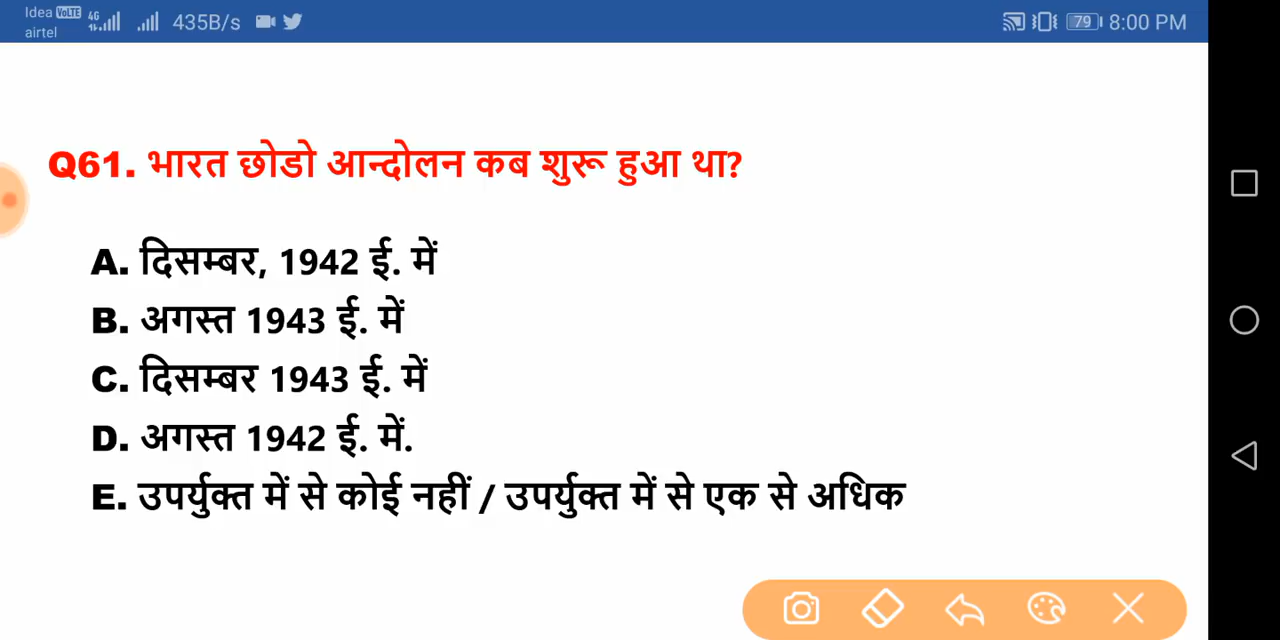 Idea VoLTE 4G 435B/s 79 8:00 PM
airtel
Q61. भारत छोडो आन्दोलन कब शुरू हुआ था?
A. दिसम्बर, 1942 ई. में
B. अगस्त 1943 ई. में
C. दिसम्बर 1943 ई. में
D. अगस्त 1942 ई. में.
E. उपर्युक्त में से कोई नहीं / उपर्युक्त में से एक से अधिक